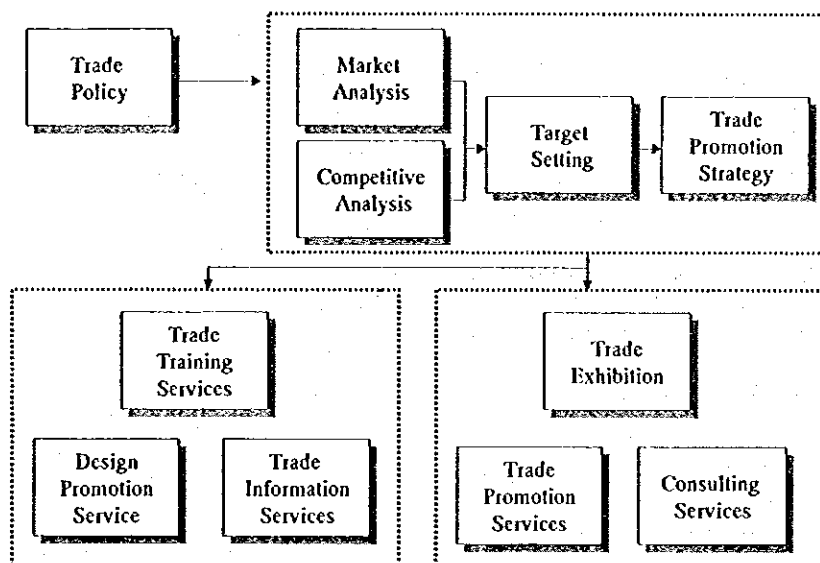 Trade
Policy
Market
Analysis
Competitive
Analysis
Target
Setting
Trade
Promotion
Strategy
Trade
Training
Services
Design
Promotion
Service
Trade
Information
Services
Trade
Exhibition
Trade
Promotion
Services
Consulting
Services